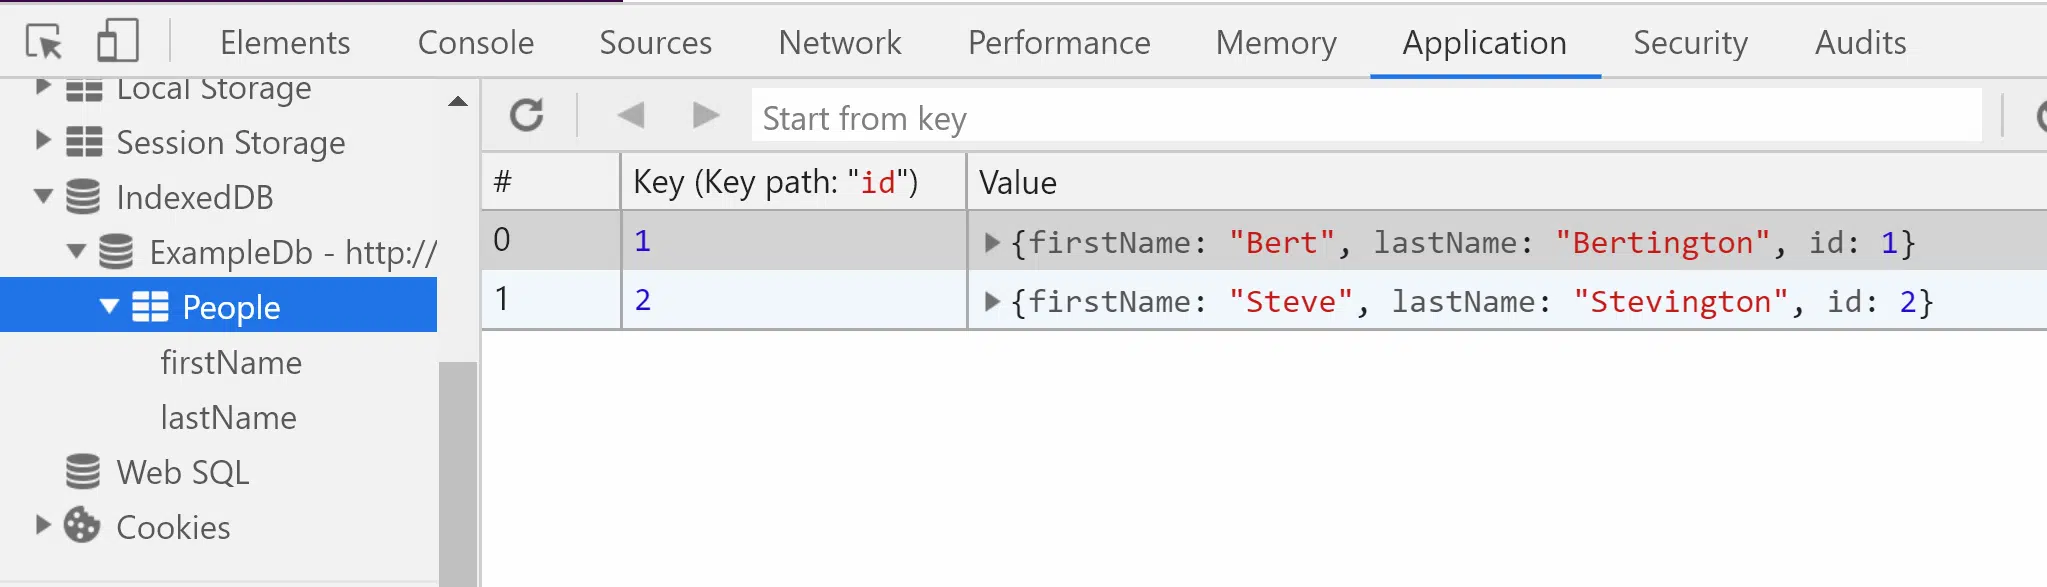 Elements Console Sources Network Performance Memory Application Security Audits
Local Storage
Session Storage
IndexedDB
ExampleDb - http://
People
firstName
lastName
Web SQL
Cookies
Start from key
# Key (Key path: "id") Value
0 1 {firstName: "Bert", lastName: "Bertington", id: 1}
1 2 {firstName: "Steve", lastName: "Stevington", id: 2}